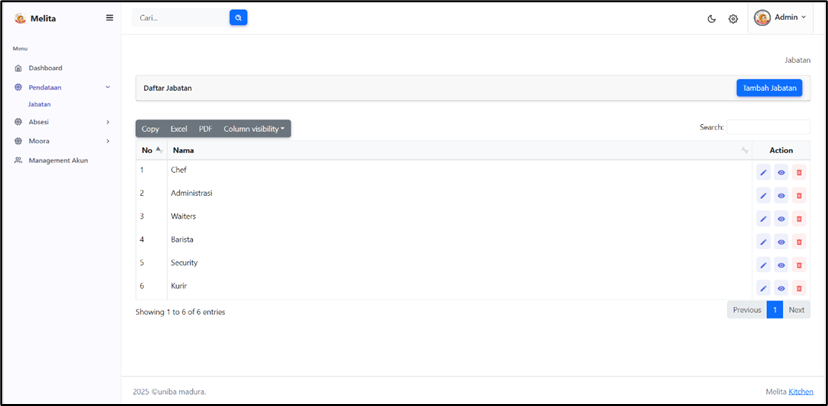 Melita
Cari...
Admin
Menu
Dashboard
Pendataan
Jabatan
Absesi
Moora
Management Akun
Jabatan
Daftar Jabatan
Tambah Jabatan
Copy Excel PDF Column visibility
Search:
No Nama Action
1 Chef
2 Administrasi
3 Waiters
4 Barista
5 Security
6 Kurir
Showing 1 to 6 of 6 entries
Previous 1 Next
2025 ©uniba madura.
Melita Kitchen